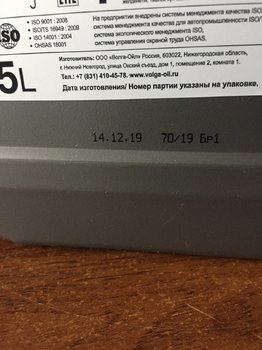 ISO 9001 : 2008
ISO/TS 16949 : 2009
ISO 14001 : 2004
OHSAS 18001
ISO
EAC
На предприятии внедрены системы менеджмента качества ISO
система менеджмента качества для автопромышленности ISO/TS
система экологического менеджмента ISO,
система управления охраной труда OHSAS.
Изготовитель: ООО «Волга-Ойл» Россия, 603022, Нижегородская область,
г. Нижний Новгород, улица Окский съезд, дом 1, помещение 2, комната 1.
Тел.: +7 (831) 410-45-78. www.volga-oil.ru
5L
Дата изготовления/ Номер партии указаны на упаковке.
14.12.19 70/19 Бр1